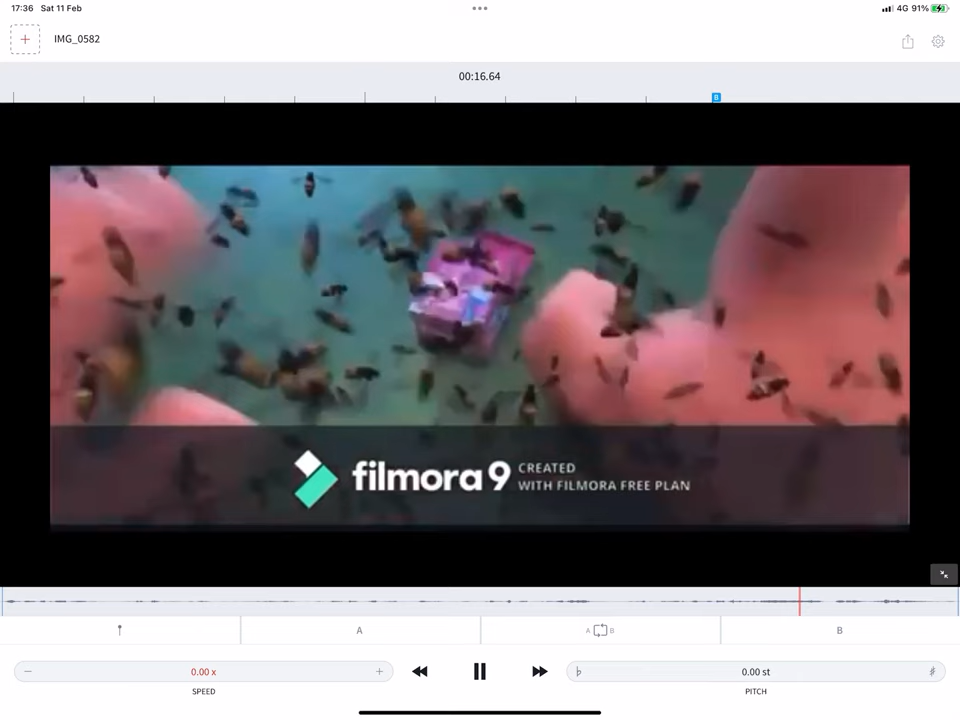 17:36 Sat 11 Feb
4G 91%
IMG_0582
00:16.64
B
filmora 9 CREATED
WITH FILMORA FREE PLAN
A
A B
B
0.00 x
0.00 st
SPEED
PITCH